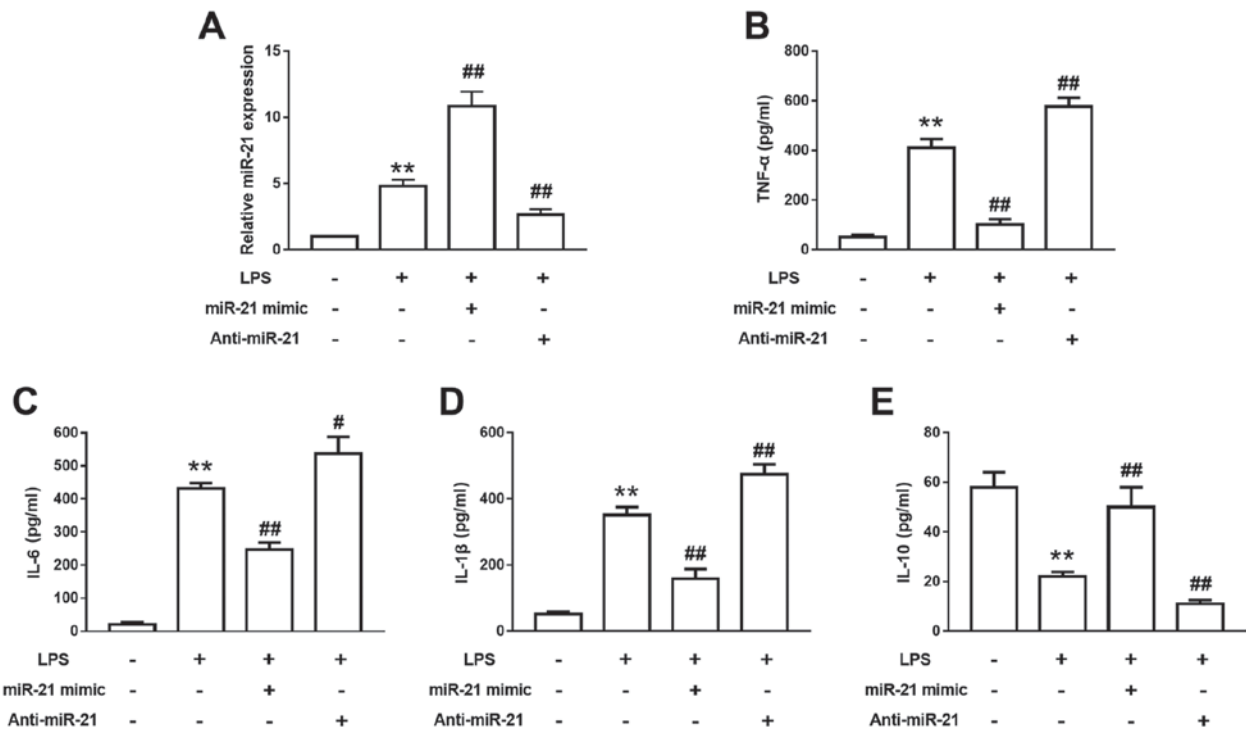 A
Relative miR-21 expression
15
10
5
0
**
##
##
LPS - + + +
miR-21 mimic - - + -
Anti-miR-21 - - - +
B
TNF-α (pg/ml)
800
600
400
200
0
**
##
##
LPS - + + +
miR-21 mimic - - + -
Anti-miR-21 - - - +
C
IL-6 (pg/ml)
600
500
400
300
200
100
0
**
##
#
LPS - + + +
miR-21 mimic - - + -
Anti-miR-21 - - - +
D
IL-1β (pg/ml)
600
400
200
0
**
##
##
LPS - + + +
miR-21 mimic - - + -
Anti-miR-21 - - - +
E
IL-10 (pg/ml)
80
60
40
20
0
**
##
##
LPS - + + +
miR-21 mimic - - + -
Anti-miR-21 - - - +